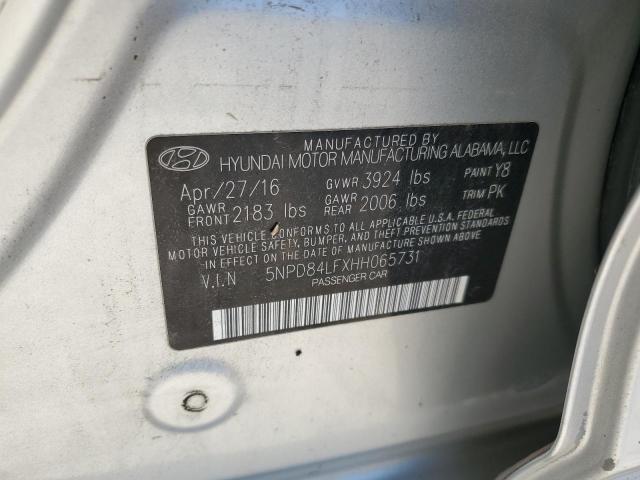 MANUFACTURED BY
HYUNDAI MOTOR MANUFACTURING ALABAMA, LLC
Apr/27/16 GVWR 3924 lbs PAINT Y8
GAWR FRONT 2183 lbs GAWR REAR 2006 lbs TRIM PK
THIS VEHICLE CONFORMS TO ALL APPLICABLE U.S.A. FEDERAL
MOTOR VEHICLE SAFETY, BUMPER, AND THEFT PREVENTION
STANDARDS IN EFFECT ON THE DATE OF MANUFACTURE SHOWN ABOVE.
V.I.N 5NPD84LFXHH065731
PASSENGER CAR